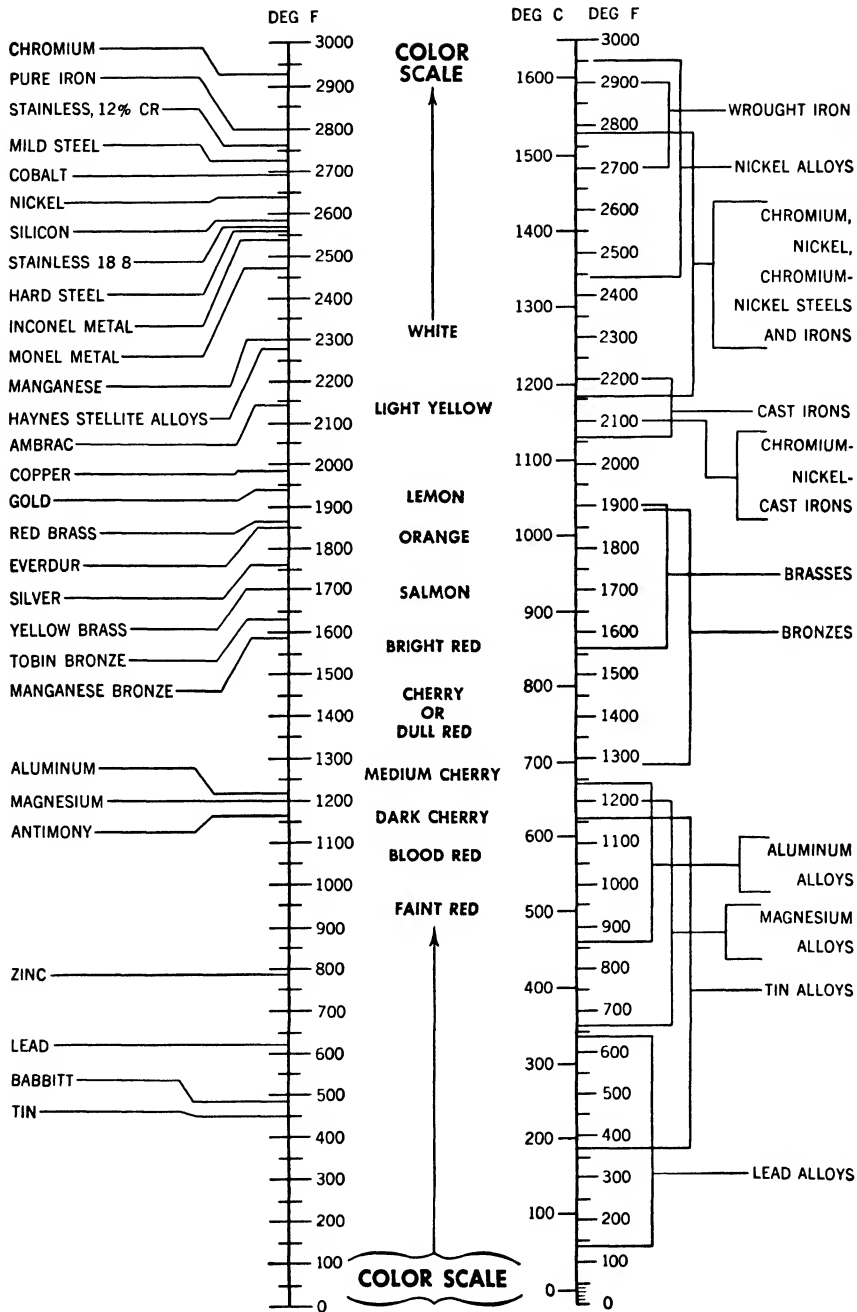 DEG F
CHROMIUM
PURE IRON
STAINLESS, 12% CR
MILD STEEL
COBALT
NICKEL
SILICON
STAINLESS 18 8
HARD STEEL
INCONEL METAL
MONEL METAL
MANGANESE
HAYNES STELLITE ALLOYS
AMBRAC
COPPER
GOLD
RED BRASS
EVERDUR
SILVER
YELLOW BRASS
TOBIN BRONZE
MANGANESE BRONZE
ALUMINUM
MAGNESIUM
ANTIMONY
ZINC
LEAD
BABBITT
TIN
3000
2900
2800
2700
2600
2500
2400
2300
2200
2100
2000
1900
1800
1700
1600
1500
1400
1300
1200
1100
1000
900
800
700
600
500
400
300
200
100
0
COLOR
SCALE
WHITE
LIGHT YELLOW
LEMON
ORANGE
SALMON
BRIGHT RED
CHERRY
OR
DULL RED
MEDIUM CHERRY
DARK CHERRY
BLOOD RED
FAINT RED
COLOR SCALE
DEG C
1600
1500
1400
1300
1200
1100
1000
900
800
700
600
500
400
300
200
100
0
DEG F
3000
2900
2800
2700
2600
2500
2400
2300
2200
2100
2000
1900
1800
1700
1600
1500
1400
1300
1200
1100
1000
900
800
700
600
500
400
300
200
100
0
WROUGHT IRON
NICKEL ALLOYS
CHROMIUM,
NICKEL,
CHROMIUM-
NICKEL STEELS
AND IRONS
CAST IRONS
CHROMIUM-
NICKEL-
CAST IRONS
BRASSES
BRONZES
ALUMINUM
ALLOYS
MAGNESIUM
ALLOYS
TIN ALLOYS
LEAD ALLOYS